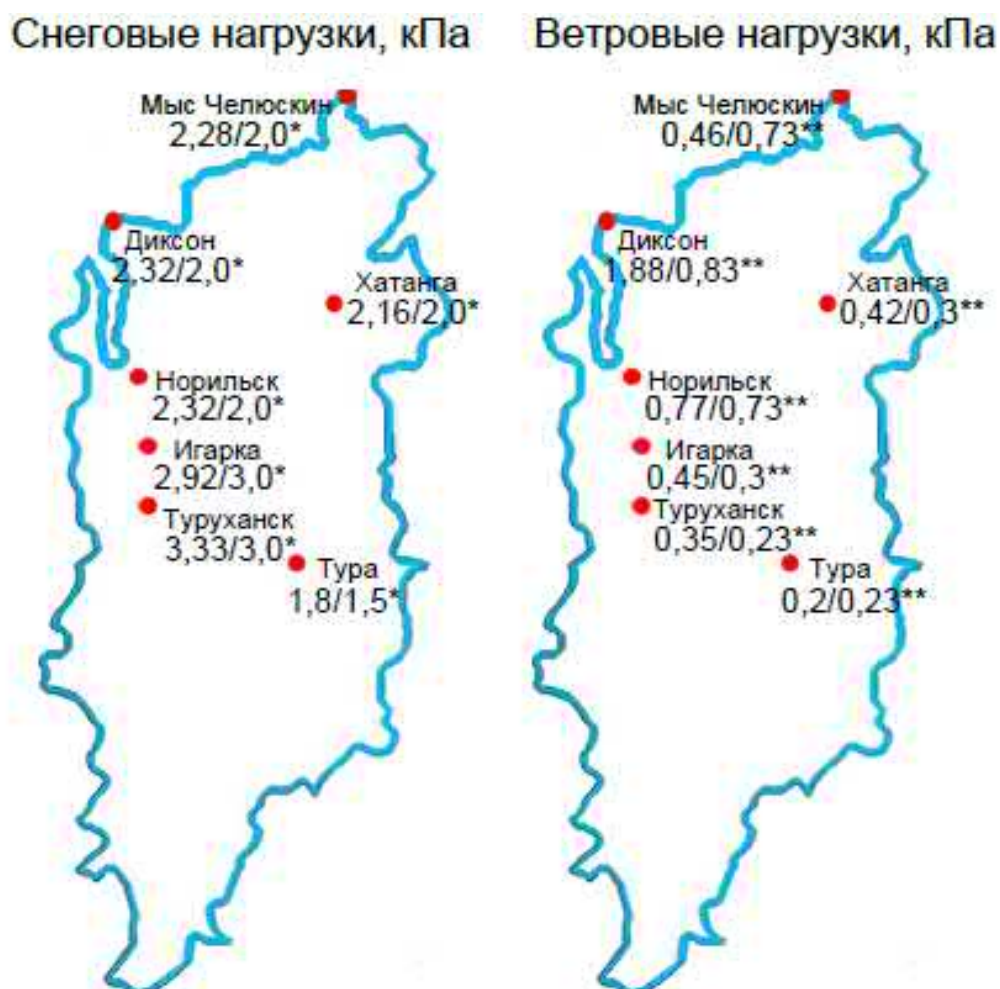 Снеговые нагрузки, кПа
Мыс Челюскин
2,28/2,0*
Диксон
2,32/2,0*
Хатанга
2,16/2,0*
Норильск
2,32/2,0*
Игарка
2,92/3,0*
Туруханск
3,33/3,0*
Тура
1,8/1,5*
Ветровые нагрузки, кПа
Мыс Челюскин
0,46/0,73**
Диксон
1,88/0,83**
Хатанга
0,42/0,3**
Норильск
0,77/0,73**
Игарка
0,45/0,3**
Туруханск
0,35/0,23**
Тура
0,2/0,23**